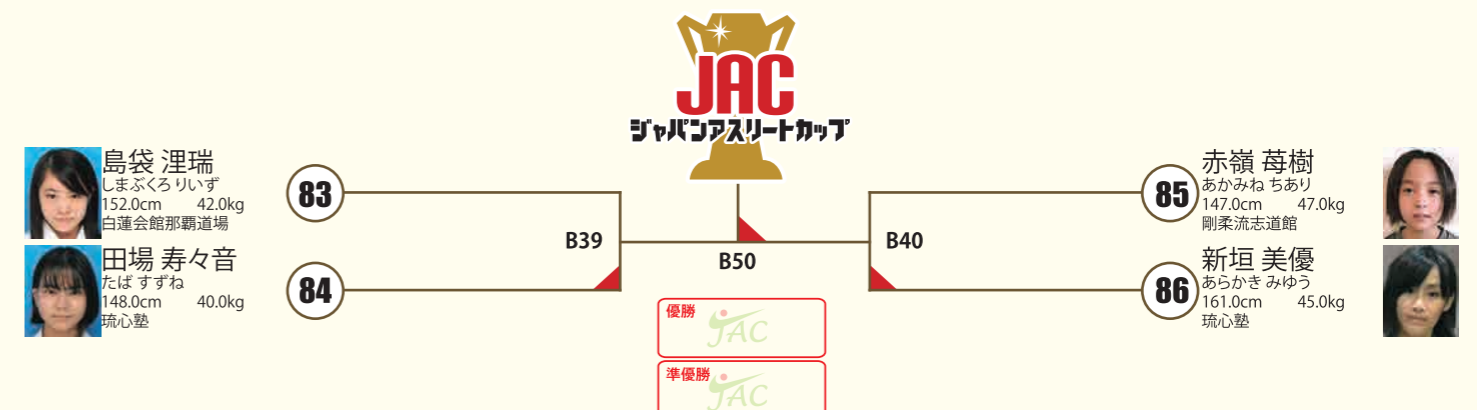 JAC
ジャパンアスリートカップ
島袋 浬瑞
しまぶくろ りいず
152.0cm 42.0kg
白蓮会館那覇道場
83
田場 寿々音
たば すずね
148.0cm 40.0kg
琉心塾
84
B39
B50
B40
85
赤嶺 苺樹
あかみね ちあり
147.0cm 47.0kg
剛柔流志道館
86
新垣 美優
あらかき みゆう
161.0cm 45.0kg
琉心塾
優勝
JAC
準優勝
JAC